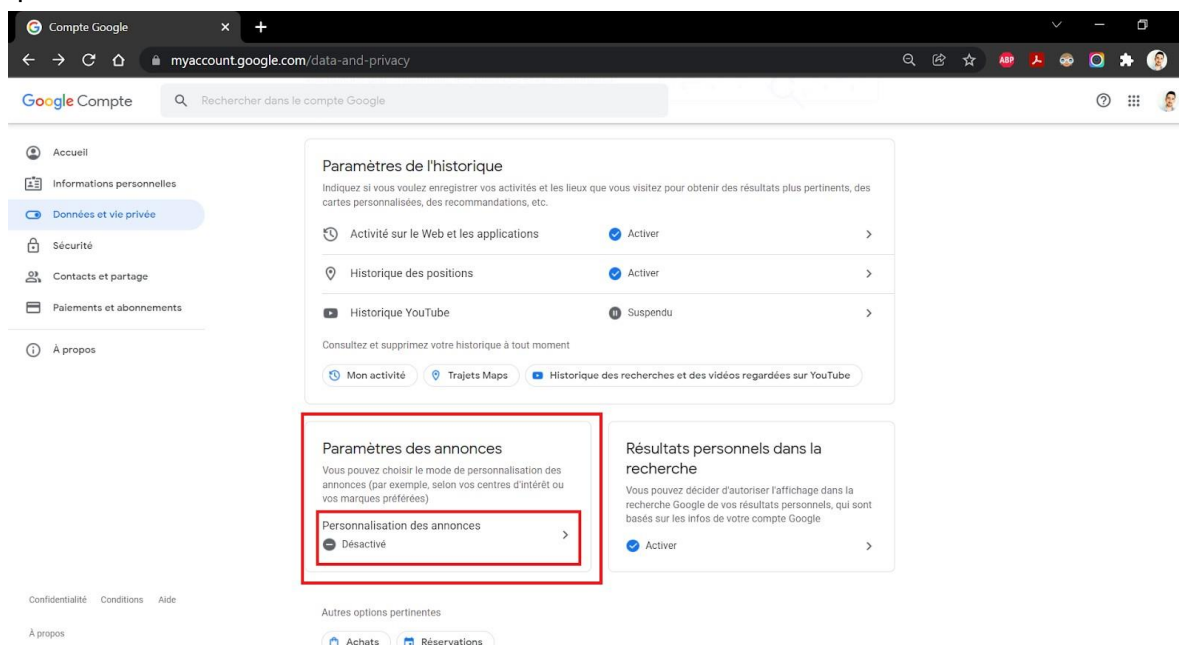 Compte Google
myaccount.google.com/data-and-privacy
ABP
Google Compte
Rechercher dans le compte Google
Accueil
Informations personnelles
Données et vie privée
Sécurité
Contacts et partage
Paiements et abonnements
À propos
Paramètres de l'historique
Indiquez si vous voulez enregistrer vos activités et les lieux que vous visitez pour obtenir des résultats plus pertinents, des
cartes personnalisées, des recommandations, etc.
Activité sur le Web et les applications
Activer
Historique des positions
Activer
Historique YouTube
Suspendu
Consultez et supprimez votre historique à tout moment
Mon activité
Trajets Maps
Historique des recherches et des vidéos regardées sur YouTube
Paramètres des annonces
Vous pouvez choisir le mode de personnalisation des
annonces (par exemple, selon vos centres d'intérêt ou
vos marques préférées)
Personnalisation des annonces
Désactivé
Résultats personnels dans la
recherche
Vous pouvez décider d'autoriser l'affichage dans la
recherche Google de vos résultats personnels, qui sont
basés sur les infos de votre compte Google
Activer
Autres options pertinentes
Achats
Réservations
Confidentialité
Conditions
Aide
À propos